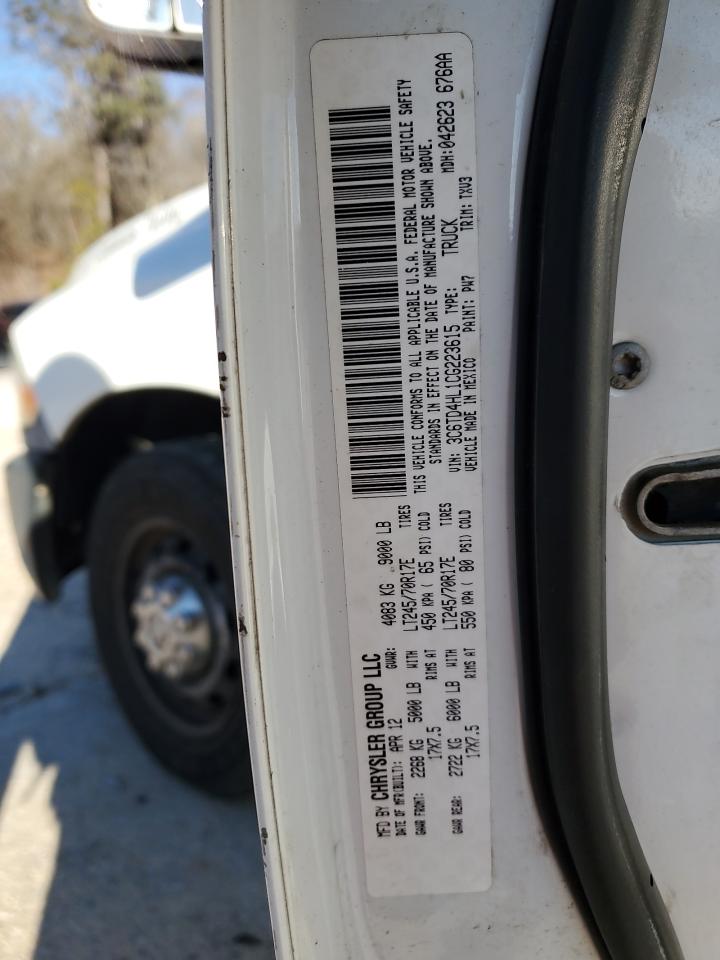 MFD BY CHRYSLER GROUP LLC
DATE OF MFR(BUILT): APR 12 GVWR: 4083 KG 9000 LB
GAWR FRONT: 2268 KG 5000 LB WITH LT245/70R17E TIRES
17X7.5 RIMS AT 450 KPA ( 65 PSI) COLD
GAWR REAR: 2722 KG 6000 LB WITH LT245/70R17E TIRES
17X7.5 RIMS AT 550 KPA ( 80 PSI) COLD
THIS VEHICLE CONFORMS TO ALL APPLICABLE U.S.A. FEDERAL MOTOR VEHICLE SAFETY
STANDARDS IN EFFECT ON THE DATE OF MANUFACTURE SHOWN ABOVE.
VIN: 3C6TD4HL1CG223615 TYPE: TRUCK MDH:042623 676AA
VEHICLE MADE IN MEXICO PAINT: PW7 TRIM: TXV3